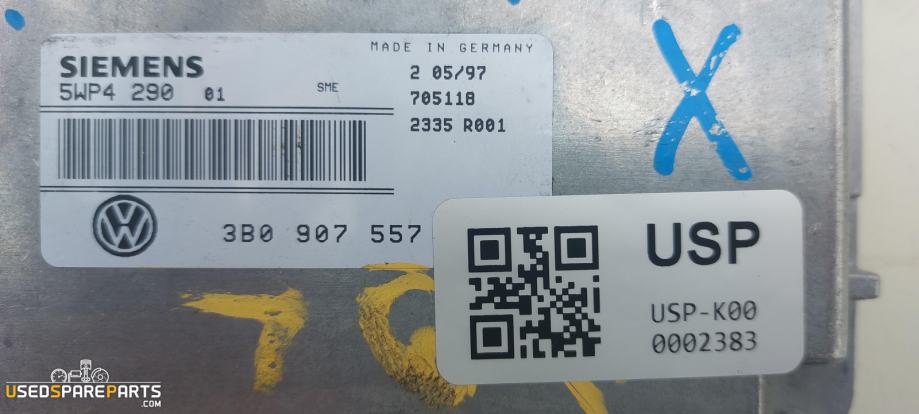 MADE IN GERMANY
SIEMENS
5WP4 290 01
SME
2 05/97
705118
2335 R001
VW
3B0 907 557
USP
USP-K00
0002383
X
USEDSPAREPARTS
.COM